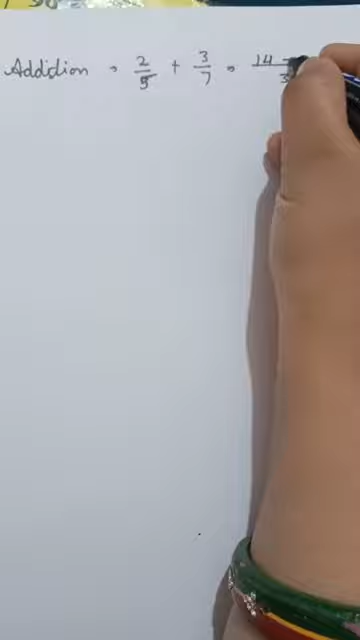 Addition = 2/5 + 3/7 = 14